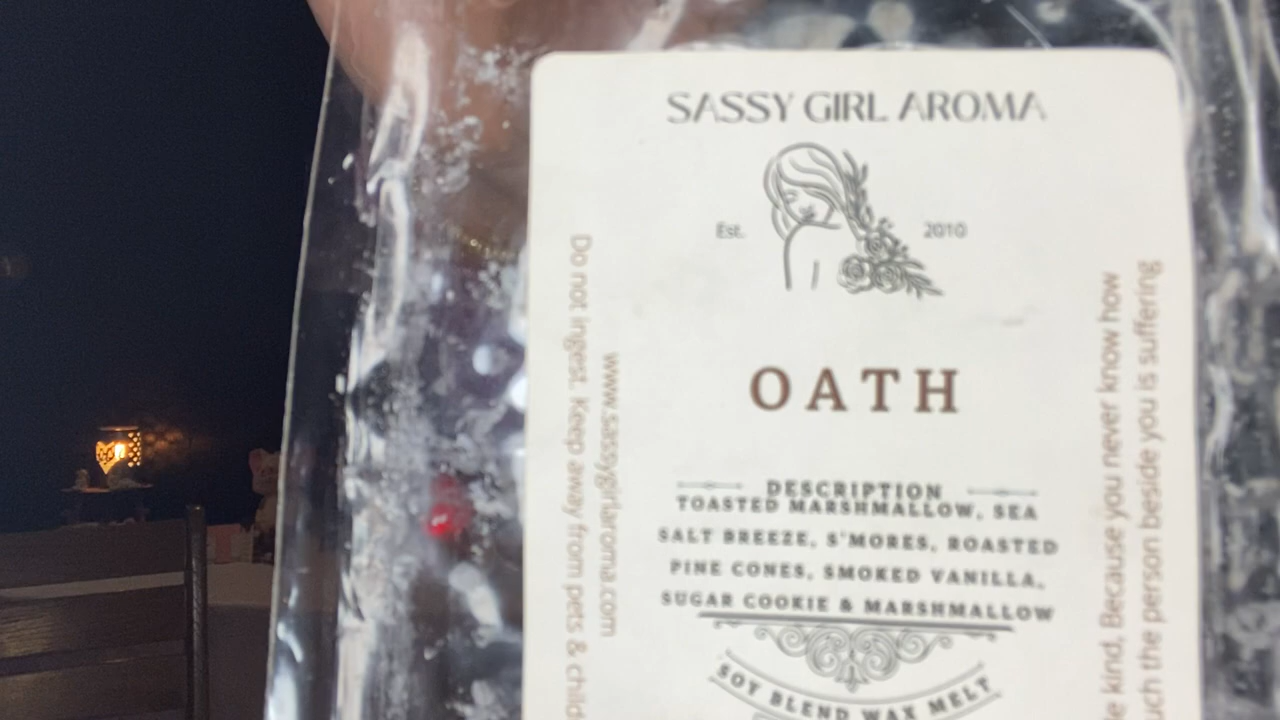 SASSY GIRL AROMA
Est. 2010
OATH
DESCRIPTION
TOASTED MARSHMALLOW, SEA
SALT BREEZE, S'MORES, ROASTED
PINE CONES, SMOKED VANILLA,
SUGAR COOKIE & MARSHMALLOW
SOY BLEND WAX MELT
Do not ingest. Keep away from pets & child
www.sassygirlaroma.com
kind, Because you never know how
the person beside you is suffering